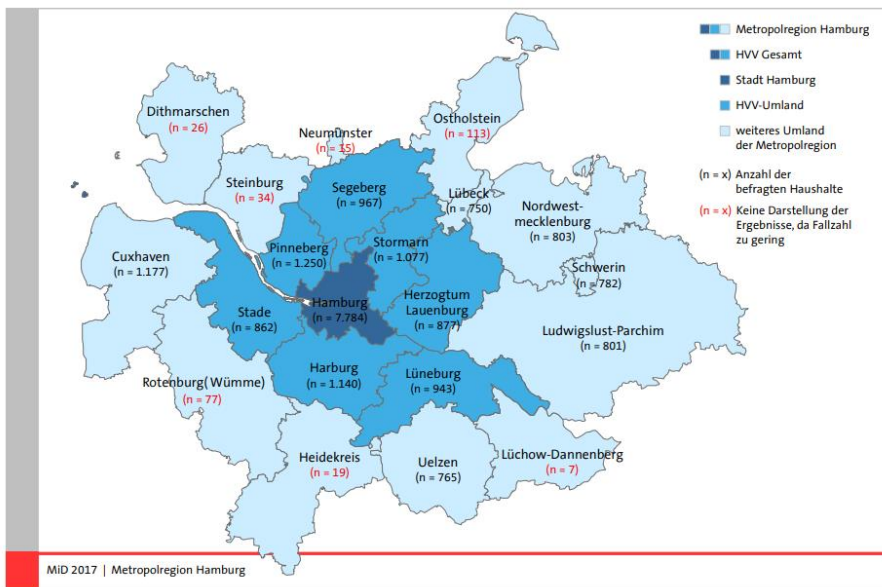 Metropolregion Hamburg
HVV Gesamt
Stadt Hamburg
HVV-Umland
weiteres Umland
der Metropolregion
(n = x) Anzahl der
befragten Haushalte
(n = x) Keine Darstellung der
Ergebnisse, da Fallzahl
zu gering
Dithmarschen
(n = 26)
Neumünster
(n = 15)
Ostholstein
(n = 113)
Steinburg
(n = 34)
Segeberg
(n = 967)
Lübeck
(n = 750)
Nordwest-
mecklenburg
(n = 803)
Cuxhaven
(n = 1.177)
Pinneberg
(n = 1.250)
Stormarn
(n = 1.077)
Schwerin
(n = 782)
Stade
(n = 862)
Hamburg
(n = 7.784)
Herzogtum
Lauenburg
(n = 877)
Ludwigslust-Parchim
(n = 801)
Rotenburg(Wümme)
(n = 77)
Harburg
(n = 1.140)
Lüneburg
(n = 943)
Heidekreis
(n = 19)
Uelzen
(n = 765)
Lüchow-Dannenberg
(n = 7)
MiD 2017 | Metropolregion Hamburg